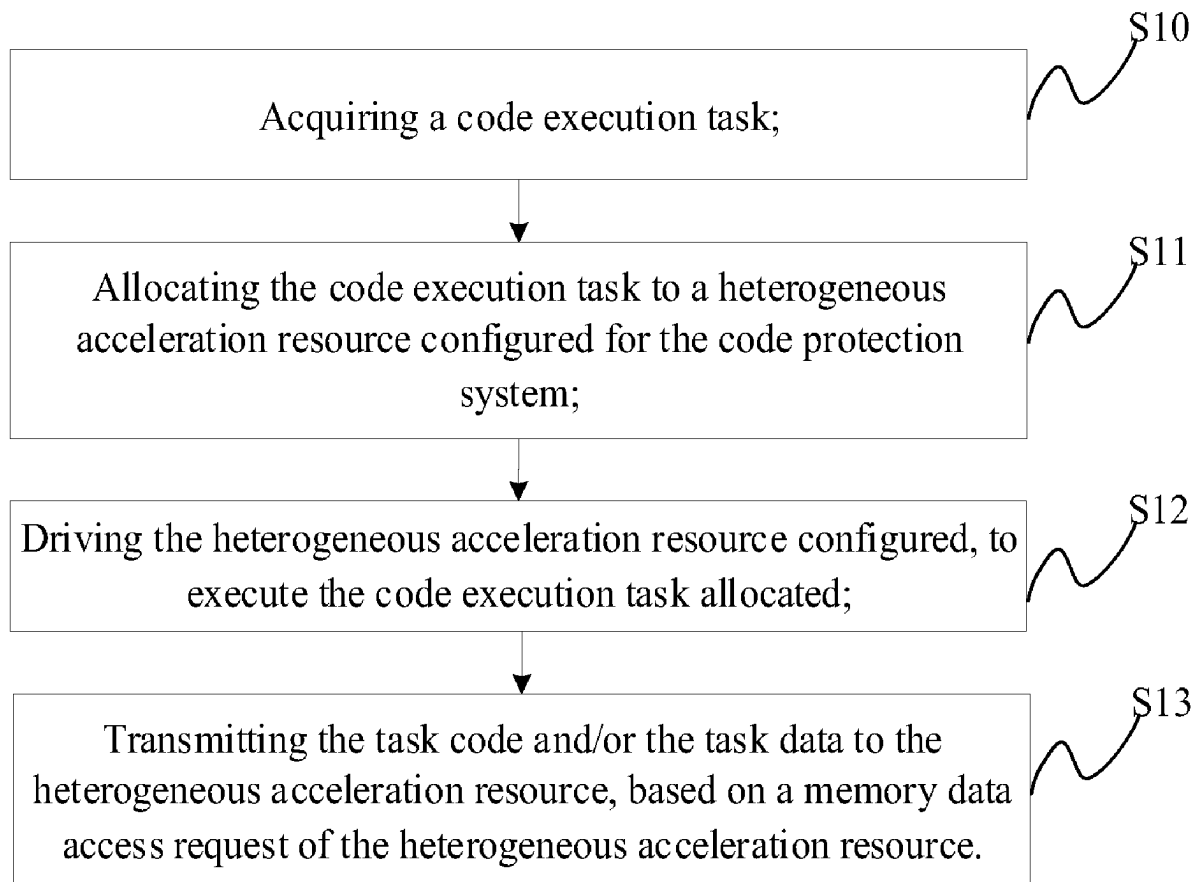 S10
Acquiring a code execution task;
S11
Allocating the code execution task to a heterogeneous
acceleration resource configured for the code protection
system;
S12
Driving the heterogeneous acceleration resource configured, to
execute the code execution task allocated;
S13
Transmitting the task code and/or the task data to the
heterogeneous acceleration resource, based on a memory data
access request of the heterogeneous acceleration resource.